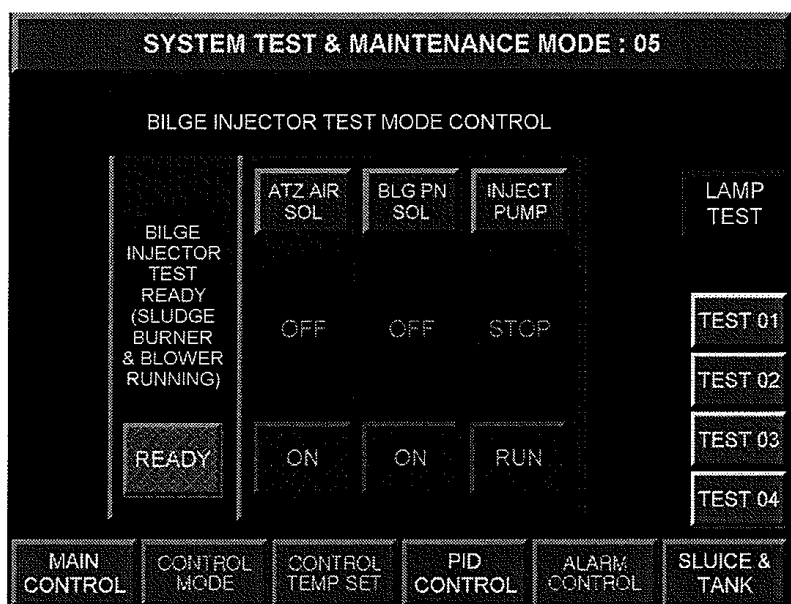 SYSTEM TEST & MAINTENANCE MODE : 05
BILGE INJECTOR TEST MODE CONTROL
BILGE
INJECTOR
TEST
READY
(SLUDGE
BURNER
& BLOWER
RUNNING)
READY
ATZ AIR
SOL
BLG PN
SOL
INJECT
PUMP
OFF
OFF
STOP
ON
ON
RUN
LAMP
TEST
TEST 01
TEST 02
TEST 03
TEST 04
MAIN
CONTROL
CONTROL
MODE
CONTROL
TEMP SET
PID
CONTROL
ALARM
CONTROL
SLUICE &
TANK